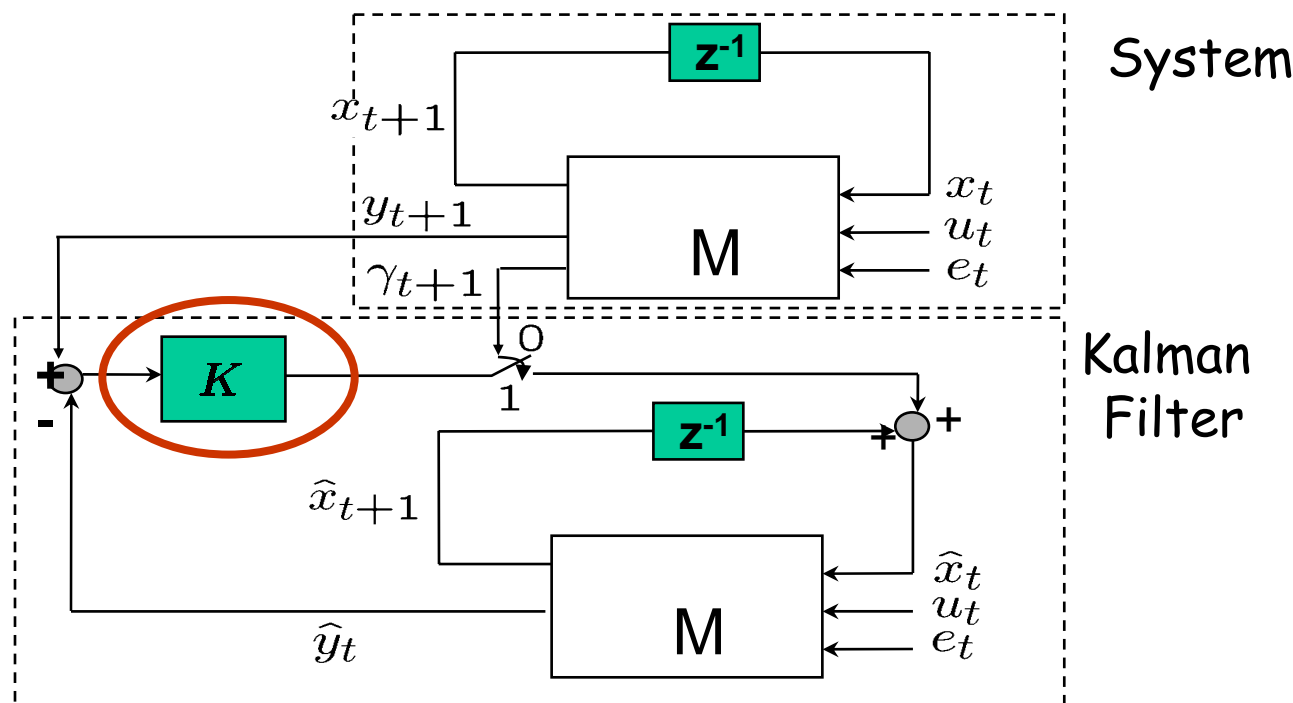 z⁻¹
System
x_{t+1}
x_t
y_{t+1}
u_t
M
γ_{t+1}
e_t
0
Kalman
Filter
+
K
1
-
z⁻¹
+
+
x̂_{t+1}
x̂_t
u_t
M
ŷ_t
e_t